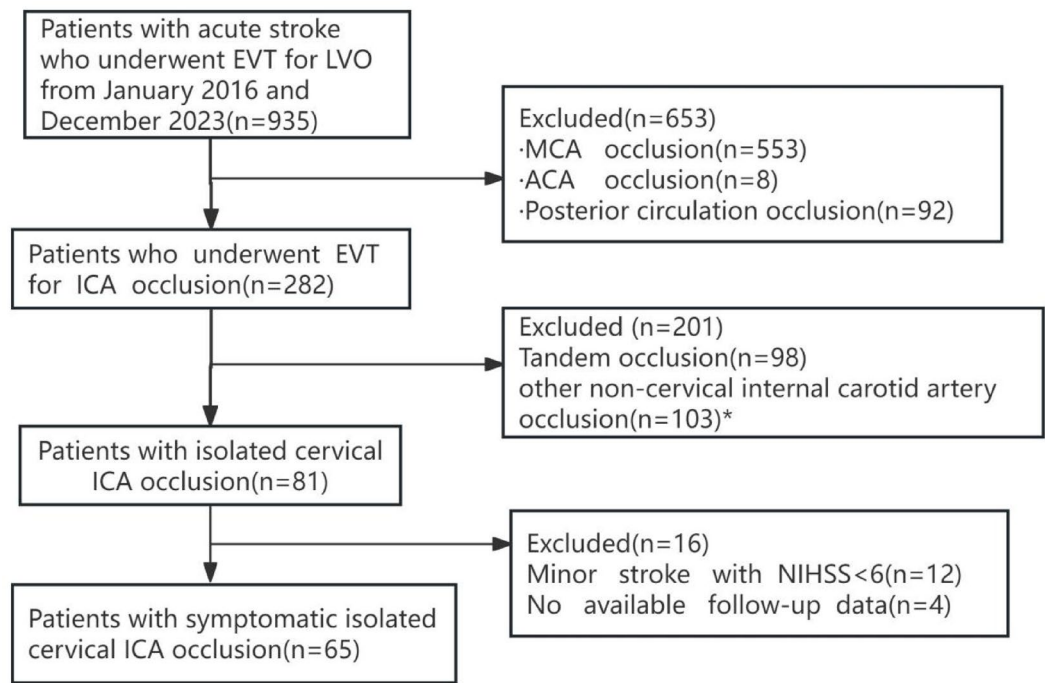 Patients with acute stroke
who underwent EVT for LVO
from January 2016 and
December 2023(n=935)
Excluded(n=653)
·MCA occlusion(n=553)
·ACA occlusion(n=8)
·Posterior circulation occlusion(n=92)
Patients who underwent EVT
for ICA occlusion(n=282)
Excluded (n=201)
Tandem occlusion(n=98)
other non-cervical internal carotid artery
occlusion(n=103)*
Patients with isolated cervical
ICA occlusion(n=81)
Excluded(n=16)
Minor stroke with NIHSS<6(n=12)
No available follow-up data(n=4)
Patients with symptomatic isolated
cervical ICA occlusion(n=65)